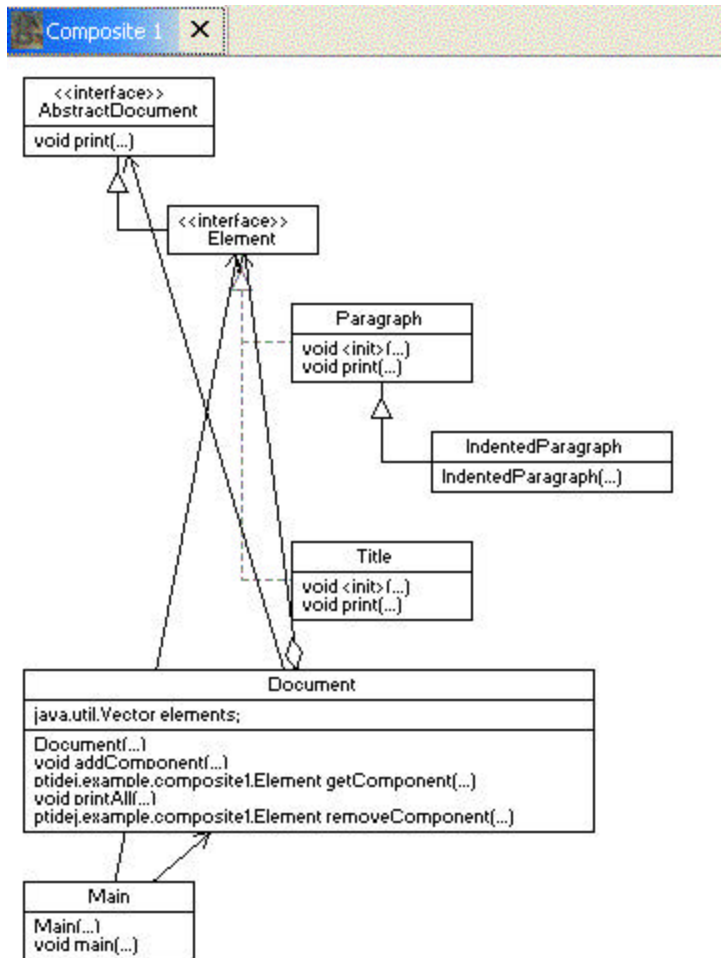 Composite 1
<<interface>>
AbstractDocument
void print(...)
<<interface>>
Element
Paragraph
void <init>(...)
void print(...)
IndentedParagraph
IndentedParagraph(...)
Title
void <init>(...)
void print(...)
Document
java.util.Vector elements;
Document(...)
void addComponent(...)
ptidej.example.composite1.Element getComponent(...)
void printAll(...)
ptidej.example.composite1.Element removeComponent(...)
Main
Main(...)
void main(...)